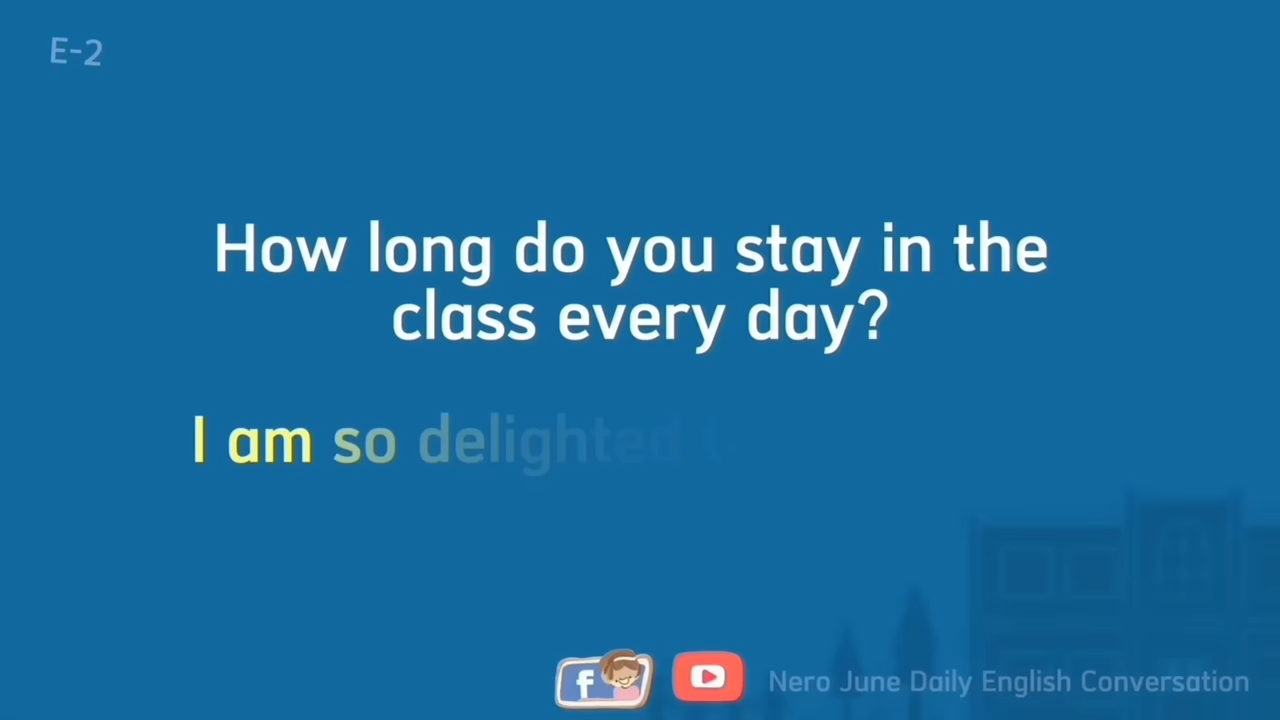 E-2
How long do you stay in the
class every day?
I am so delighted
f
Nero June Daily English Conversation